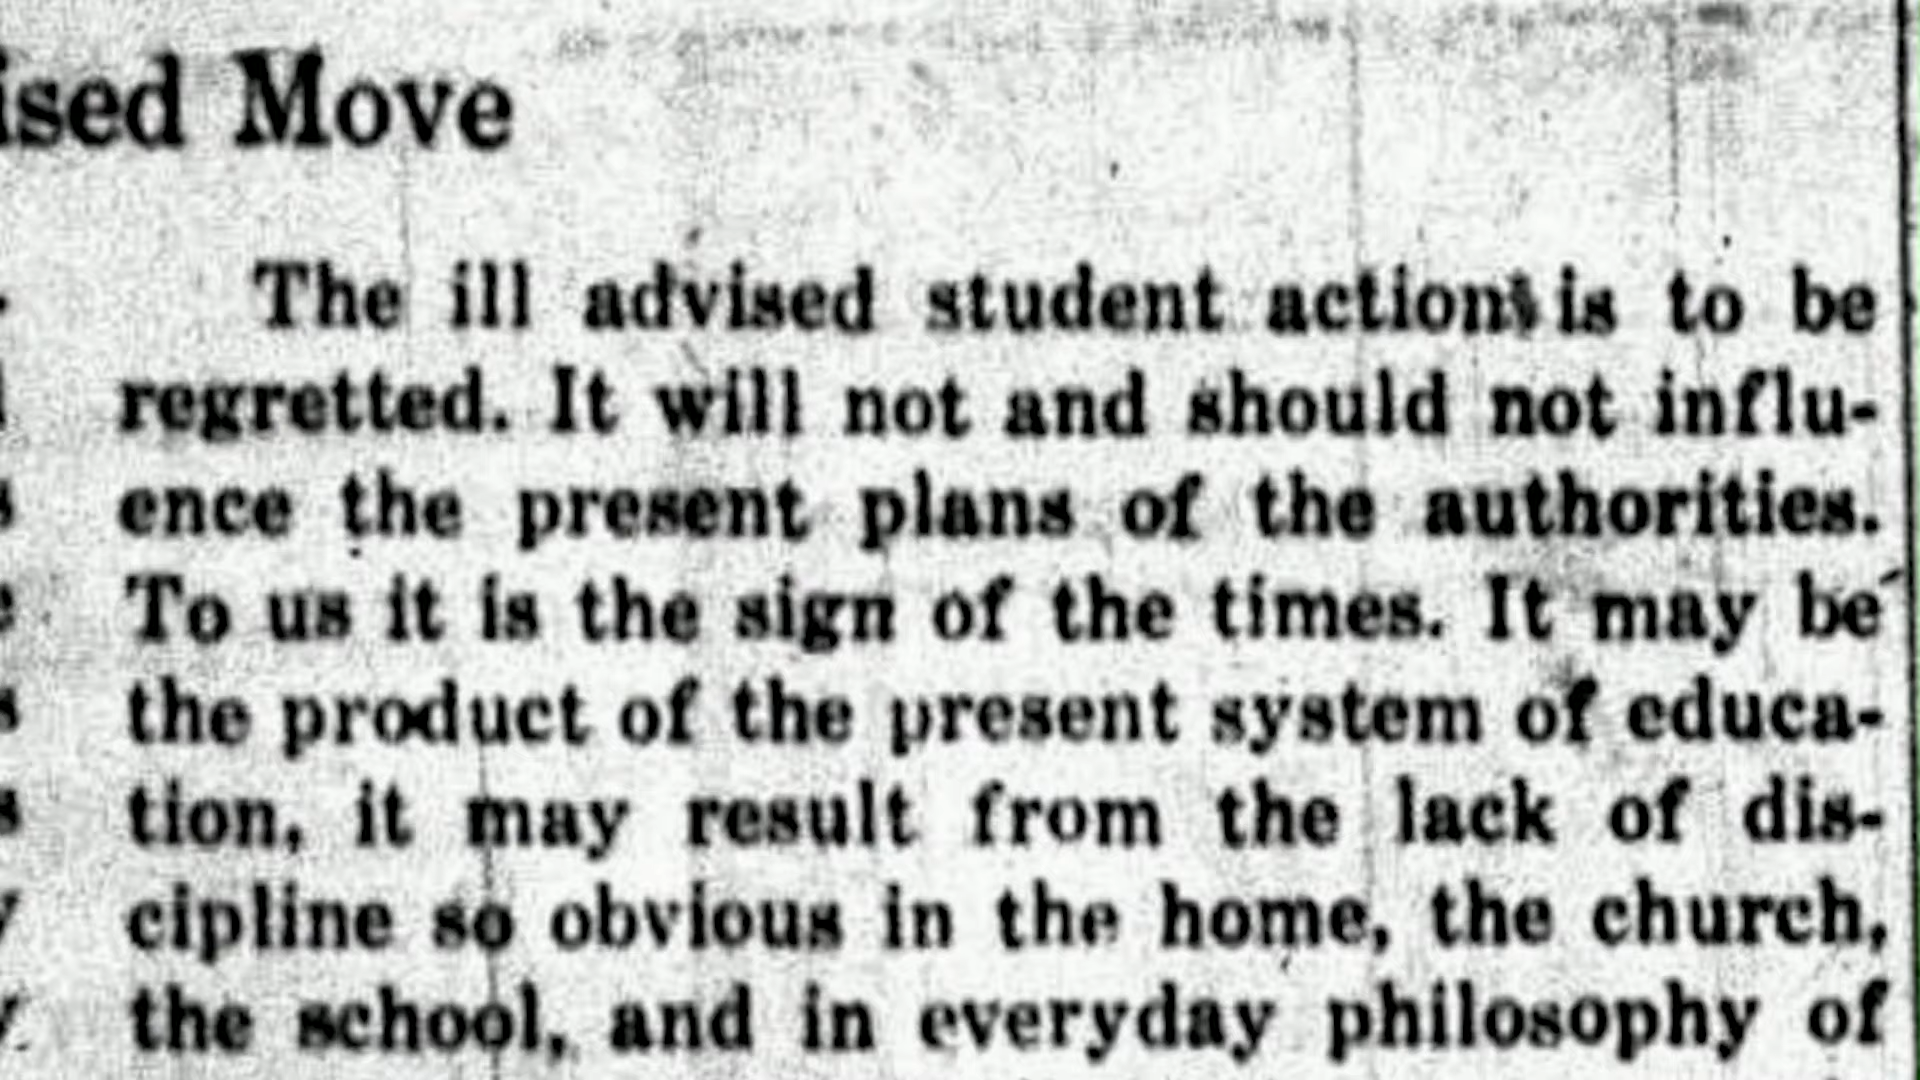 ised Move
The ill advised student action is to be
regretted. It will not and should not influ-
ence the present plans of the authorities.
To us it is the sign of the times. It may be
the product of the present system of educa-
tion, it may result from the lack of dis-
cipline so obvious in the home, the church,
the school, and in everyday philosophy of